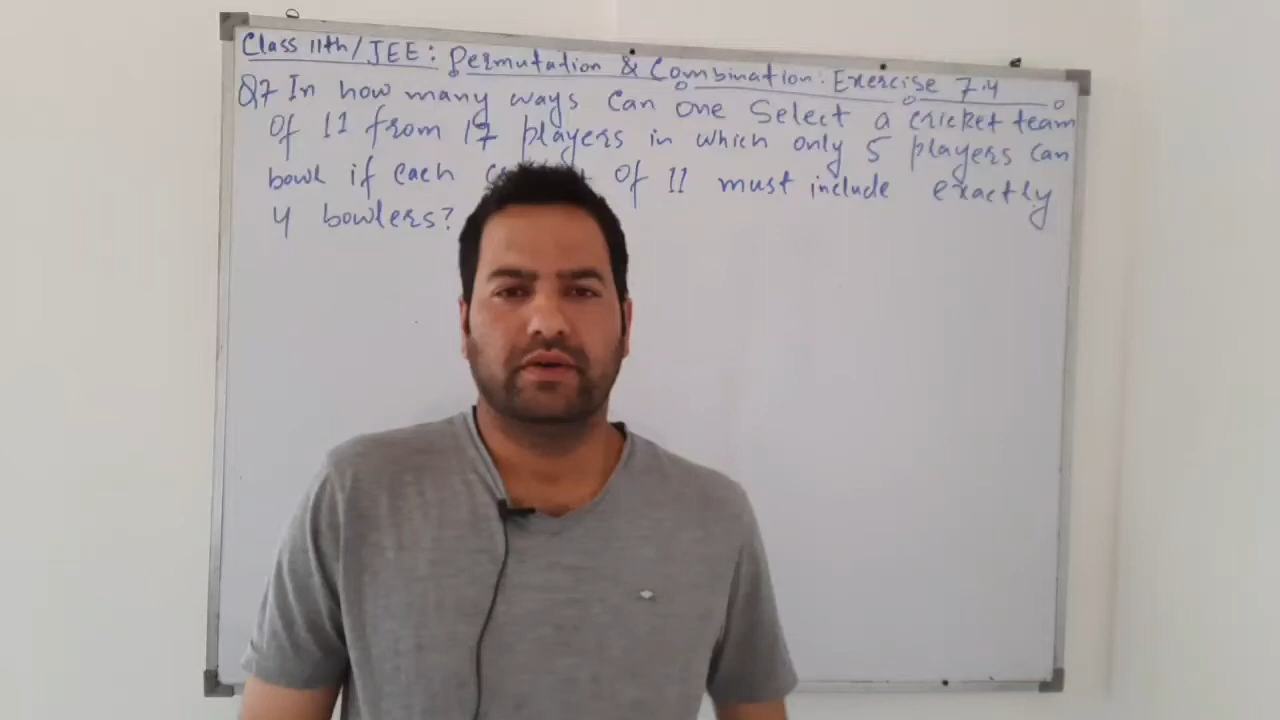 Class 11th/JEE: Permutation & Combination: Exercise 7.4
Q7 In how many ways can one Select a cricket team
Of 11 from 17 players in which only 5 players can
bowl if each of 11 must include exactly
4 bowlers?